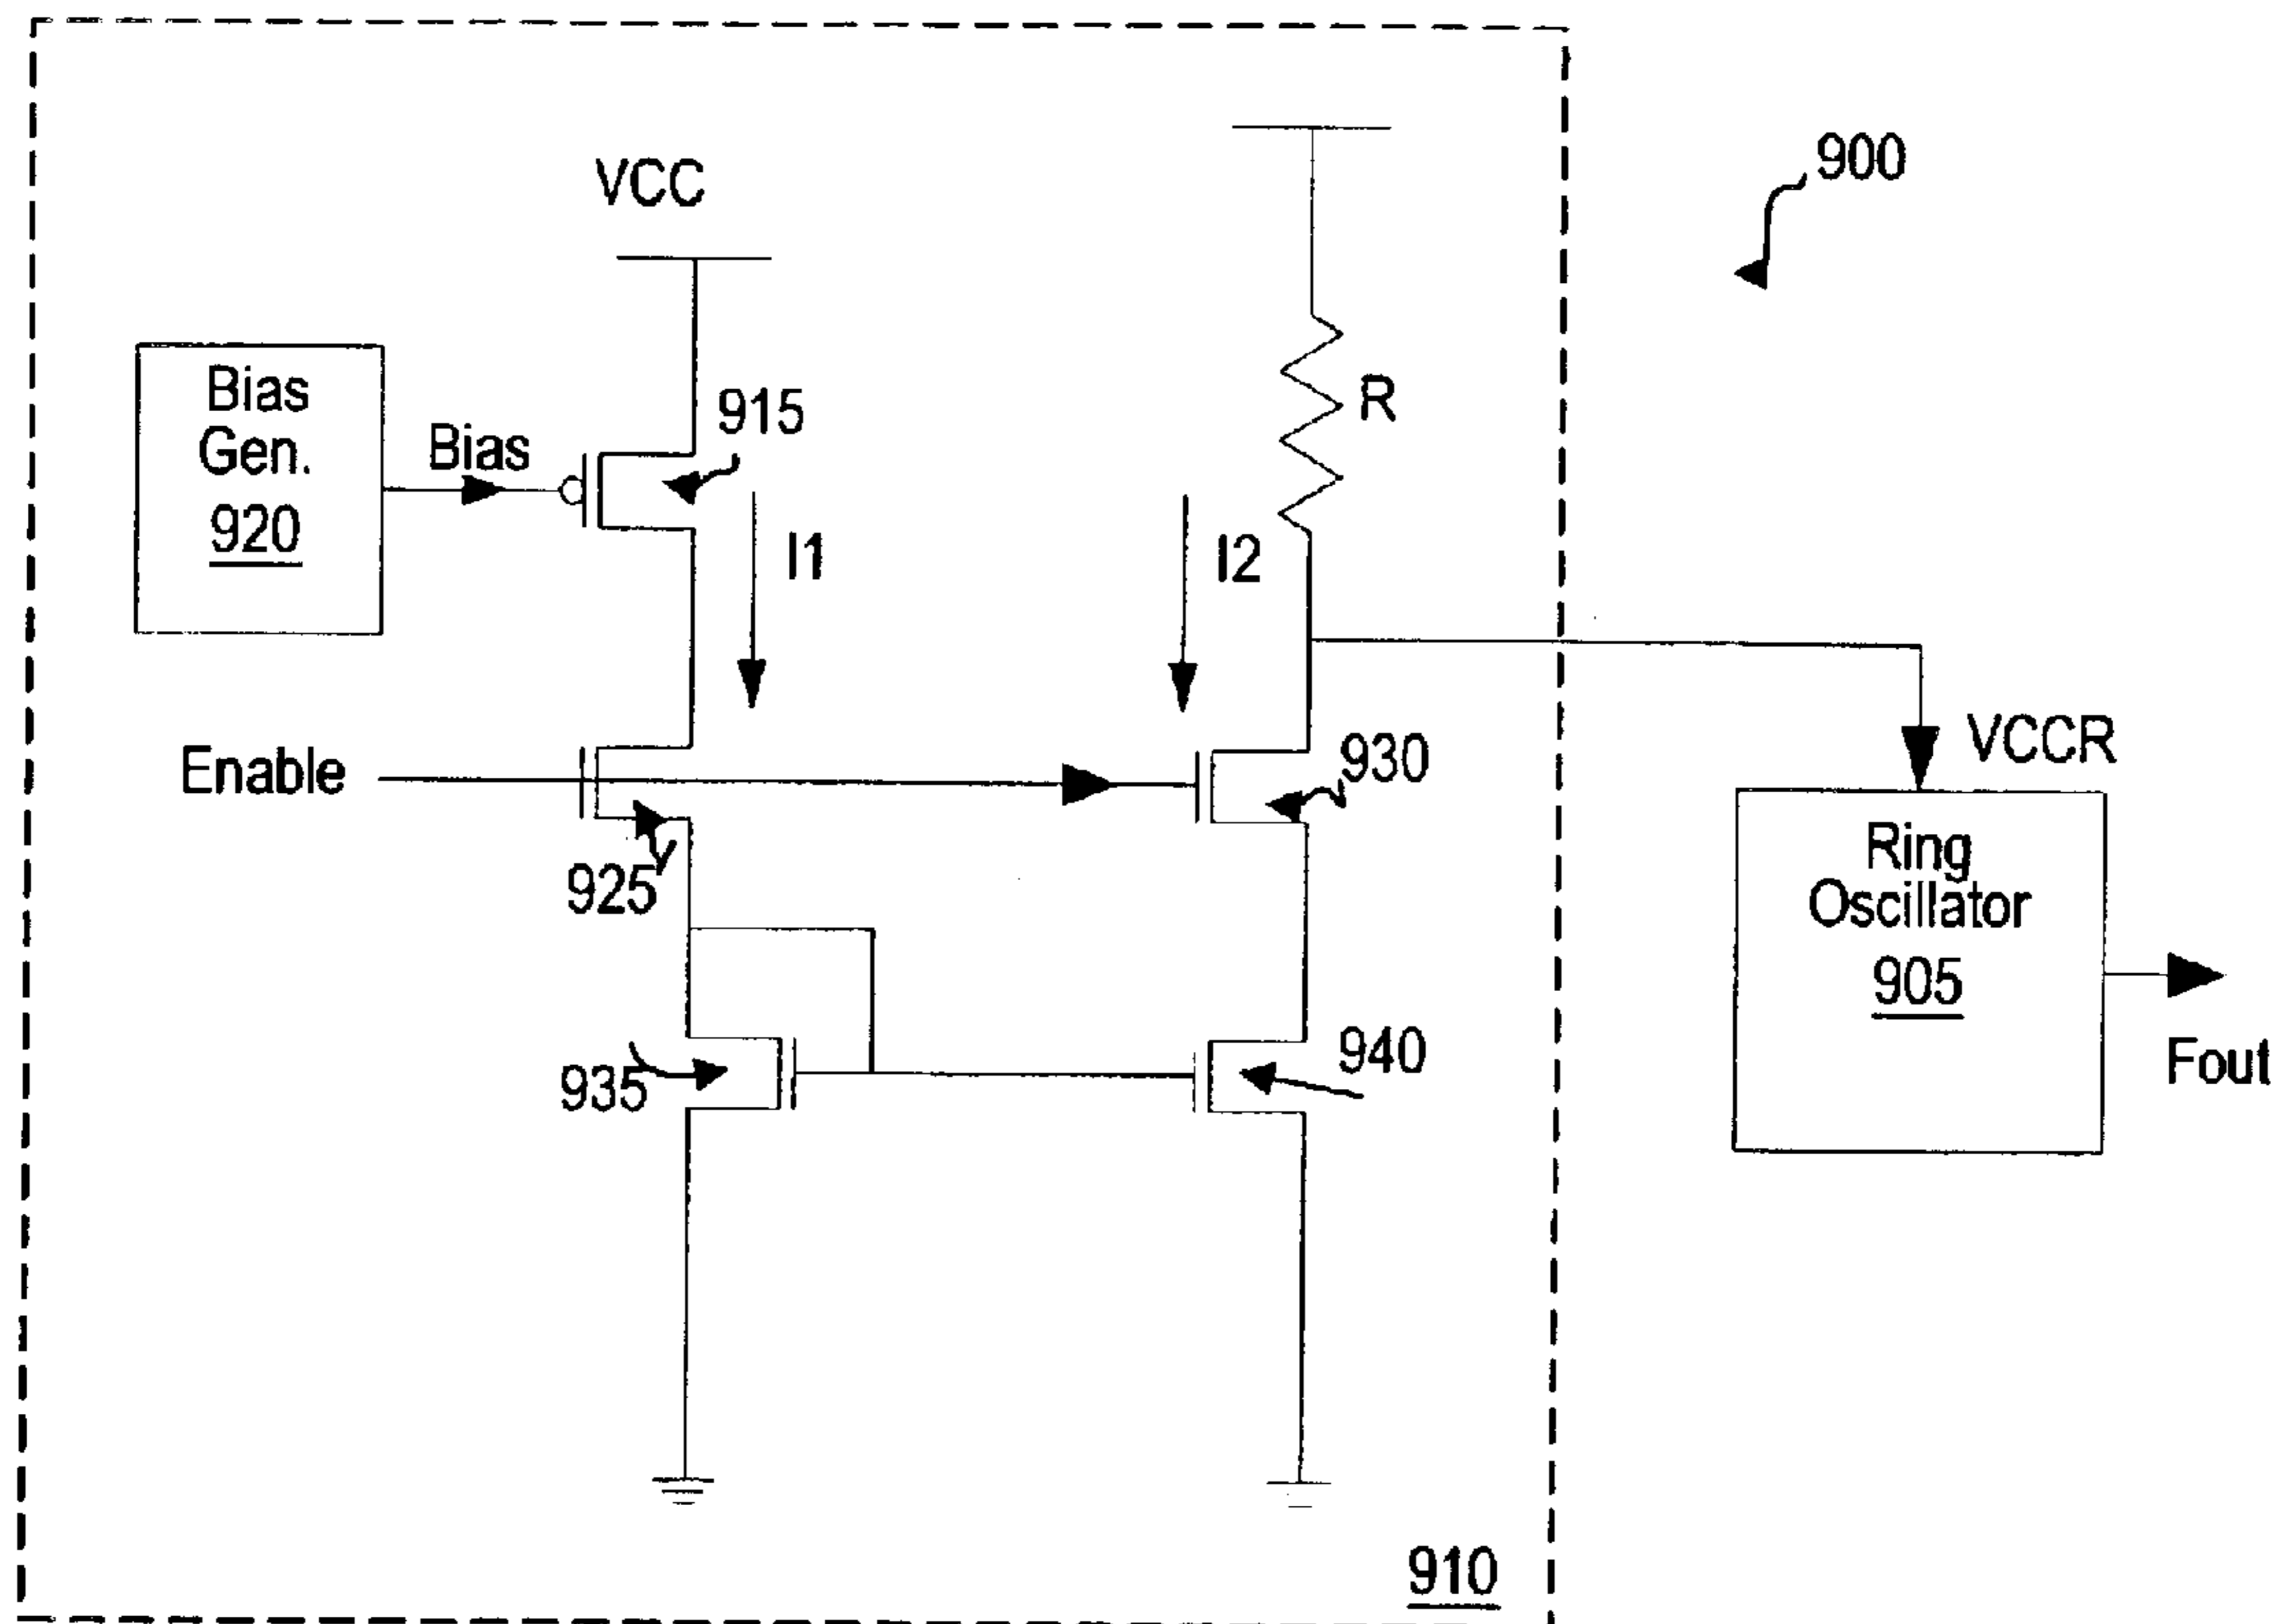 900
VCC
Bias
Gen.
920
Bias
915
R
I1
I2
Enable
930
VCCR
925
Ring
Oscillator
905
935
940
Fout
910